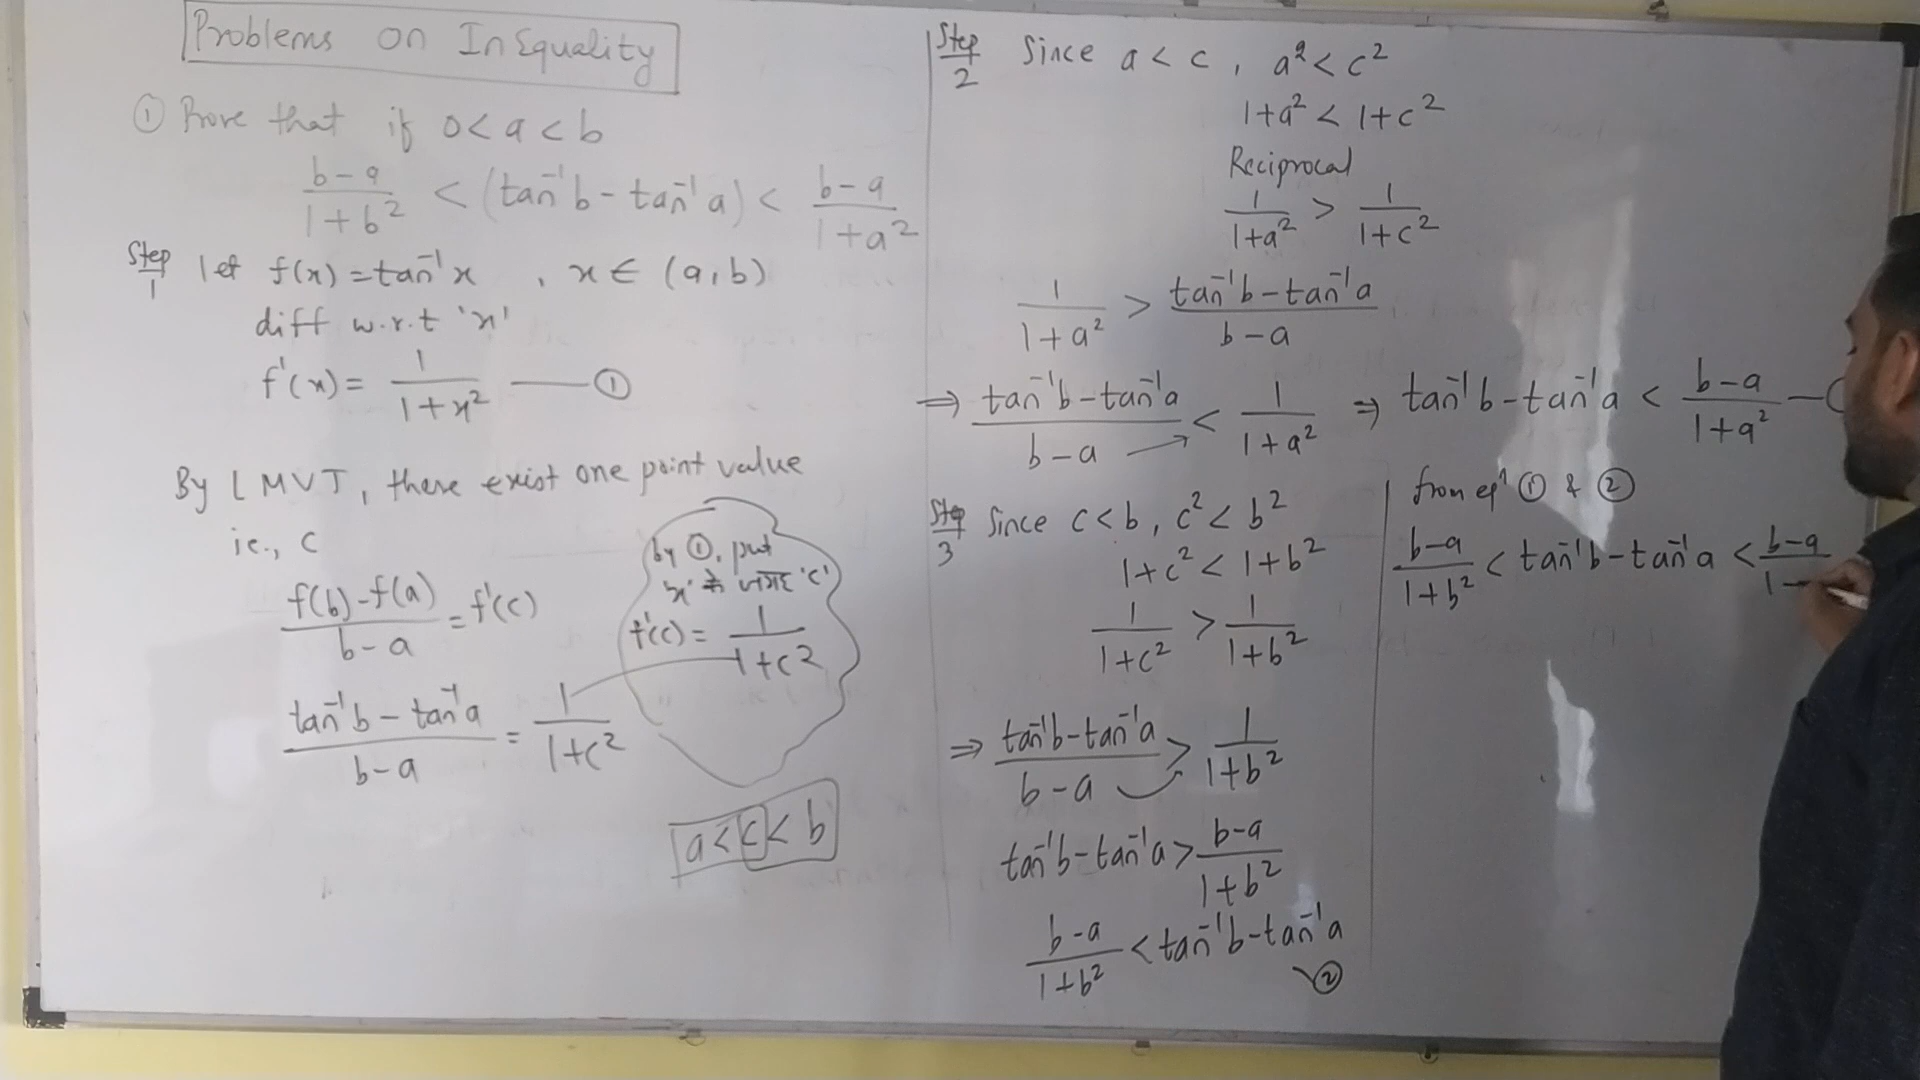 Problems on InEquality
① Prove that if 0<a<b
(b-a)/(1+b²) < (tan⁻¹b - tan⁻¹a) < (b-a)/(1+a²)
Step 1 let f(x) = tan⁻¹x , x ∈ (a,b)
diff w.r.t 'x'
f'(x) = 1/(1+x²) —— ①
By LMVT, there exist one point value
ie., c
(f(b)-f(a))/(b-a) = f'(c)
(tan⁻¹b - tan⁻¹a)/(b-a) = 1/(1+c²)
by ①, put
'x' के जगह 'c'
f'(c) = 1/(1+c²)
a<c<b
Step 2 Since a < c , a² < c²
1+a² < 1+c²
Reciprocal
1/(1+a²) > 1/(1+c²)
1/(1+a²) > (tan⁻¹b - tan⁻¹a)/(b-a)
⇒ (tan⁻¹b - tan⁻¹a)/(b-a) < 1/(1+a²) ⇒ tan⁻¹b - tan⁻¹a < (b-a)/(1+a²) —
Step 3 Since c<b, c² < b²
1+c² < 1+b²
1/(1+c²) > 1/(1+b²)
⇒ (tan⁻¹b - tan⁻¹a)/(b-a) > 1/(1+b²)
tan⁻¹b - tan⁻¹a > (b-a)/(1+b²)
(b-a)/(1+b²) < tan⁻¹b - tan⁻¹a
②
from eqⁿ ① & ②
(b-a)/(1+b²) < tan⁻¹b - tan⁻¹a < (b-a)/(1-